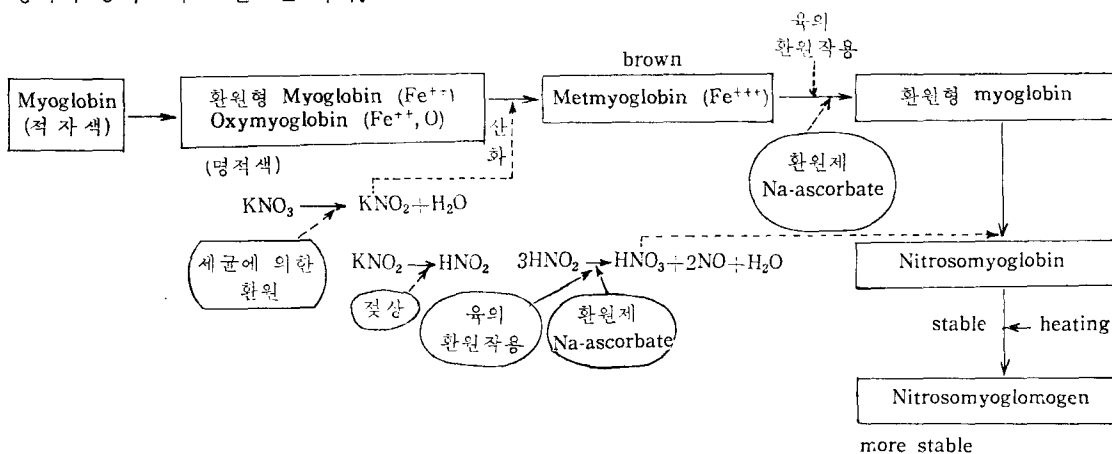 육의
환원작용
brown
Myoglobin
(적 자색)
환원형 Myoglobin (Fe⁺⁺)
Oxymyoglobin (Fe⁺⁺, O)
Metmyoglobin (Fe⁺⁺⁺)
환원형 myoglobin
산
화
(명적색)
환원제
Na-ascorbate
KNO₃ → KNO₂+H₂O
세균에 의한
환원
KNO₂→HNO₂
3HNO₂→HNO₃+2NO+H₂O
Nitrosomyoglobin
젖상
육의
환원작용
환원제
Na-ascorbate
stable
heating
Nitrosomyoglomogen
more stable